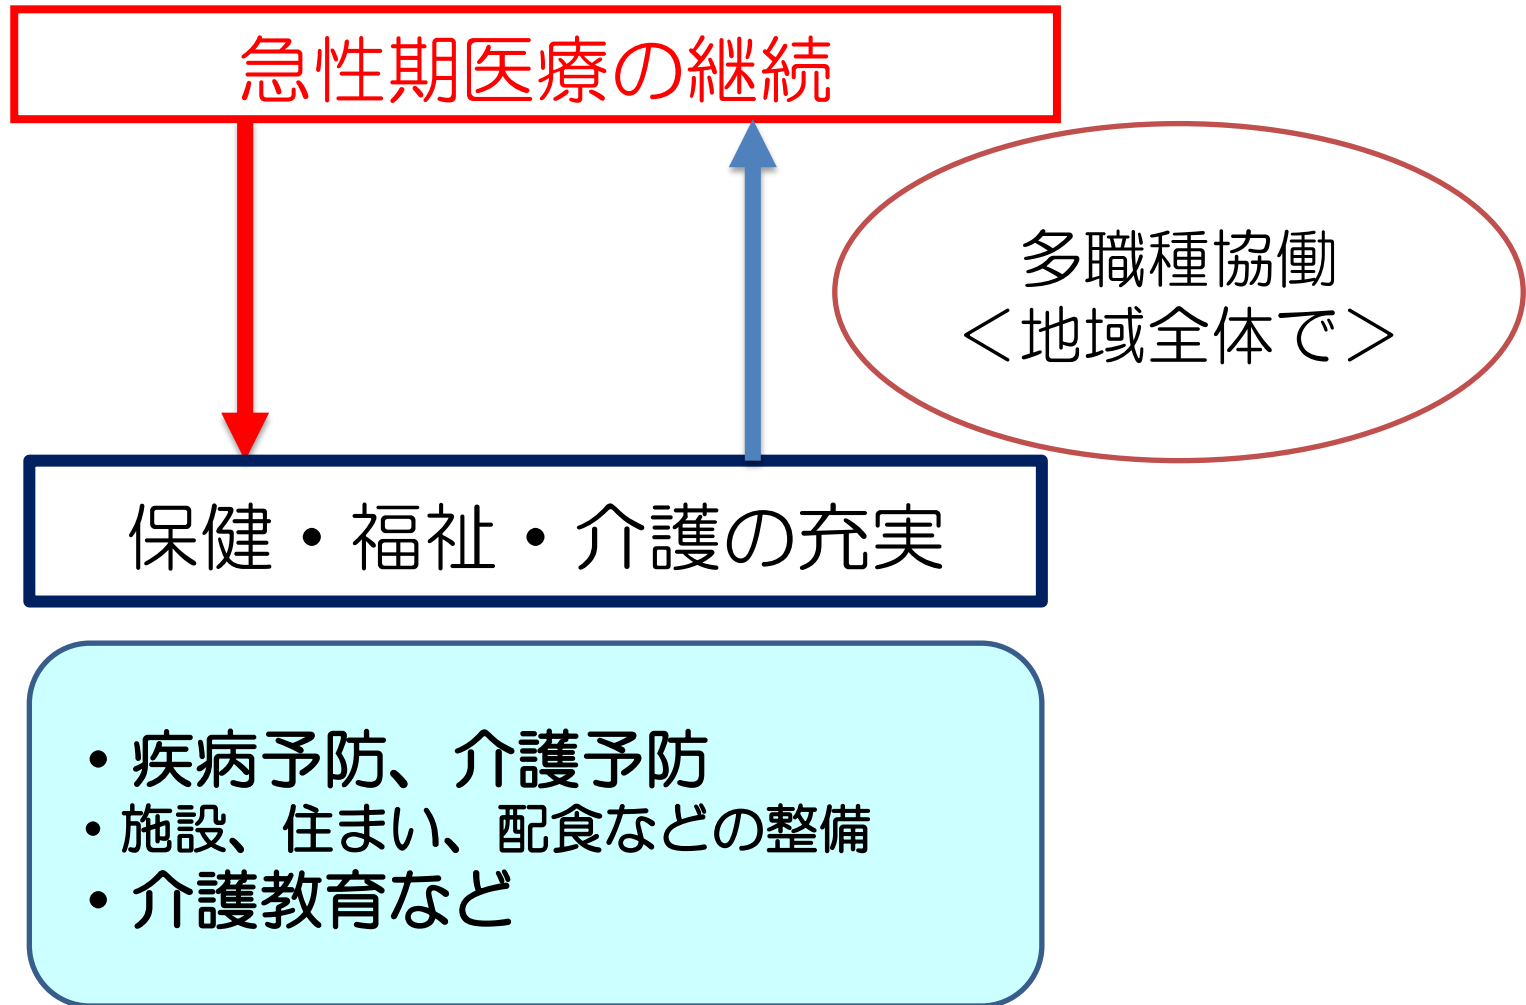 急性期医療の継続
多職種協働
＜地域全体で＞
保健・福祉・介護の充実
・疾病予防、介護予防
・施設、住まい、配食などの整備
・介護教育など